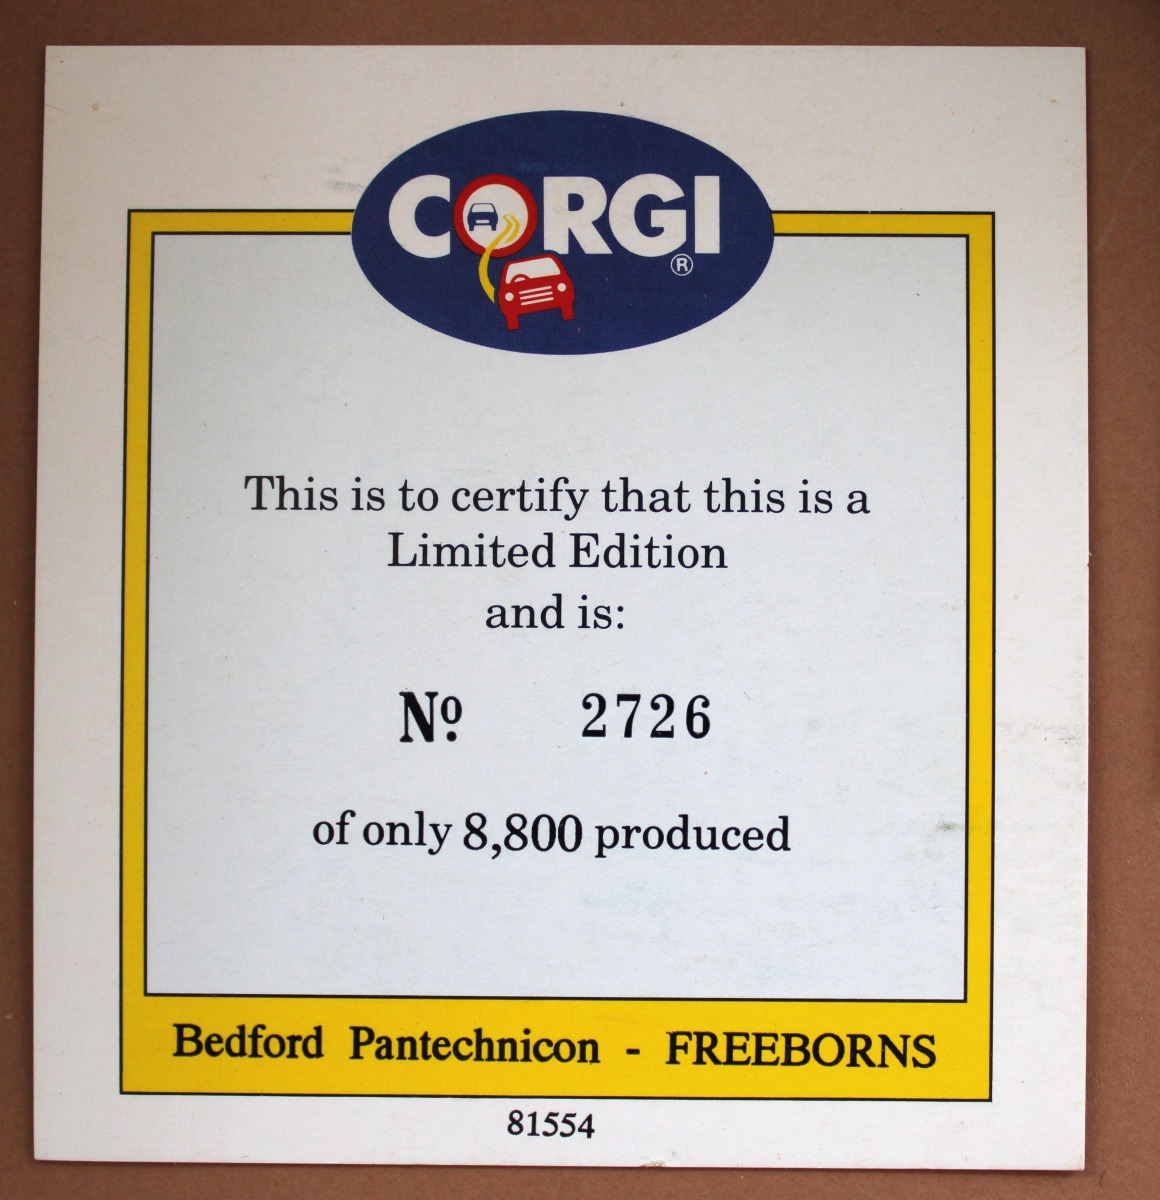 CORGI
®
This is to certify that this is a
Limited Edition
and is:
Nº 2726
of only 8,800 produced
Bedford Pantechnicon - FREEBORNS
81554